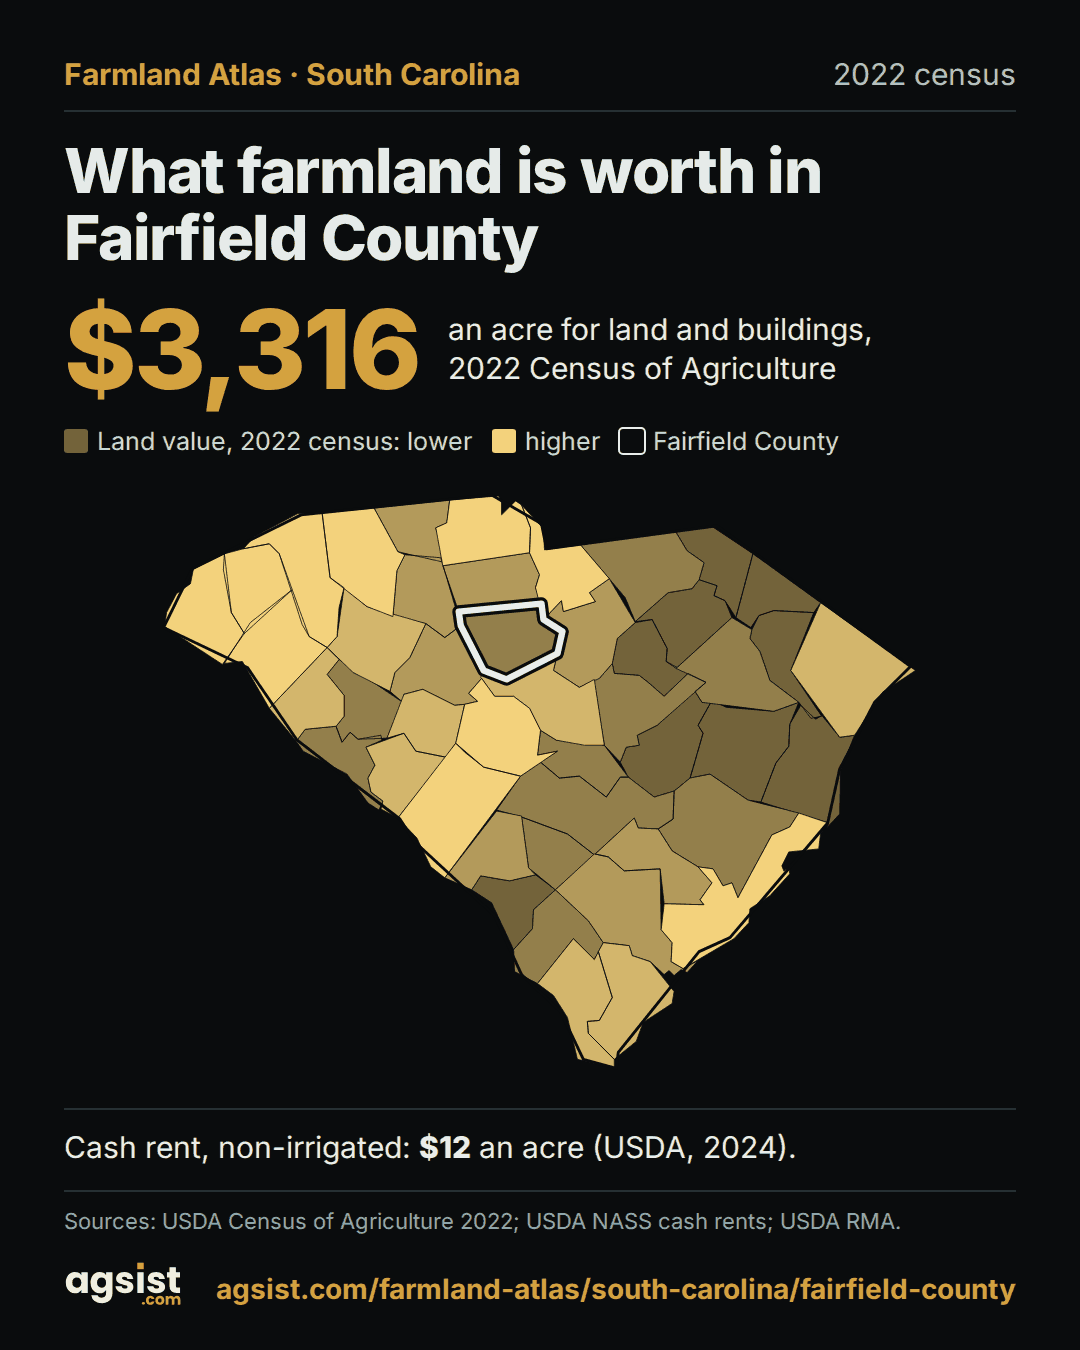 Farmland Atlas · South Carolina
2022 census
What farmland is worth in
Fairfield County
$3,316
an acre for land and buildings,
2022 Census of Agriculture
Land value, 2022 census: lower
higher
Fairfield County
Cash rent, non-irrigated: $12 an acre (USDA, 2024).
Sources: USDA Census of Agriculture 2022; USDA NASS cash rents; USDA RMA.
agsist
.com
agsist.com/farmland-atlas/south-carolina/fairfield-county